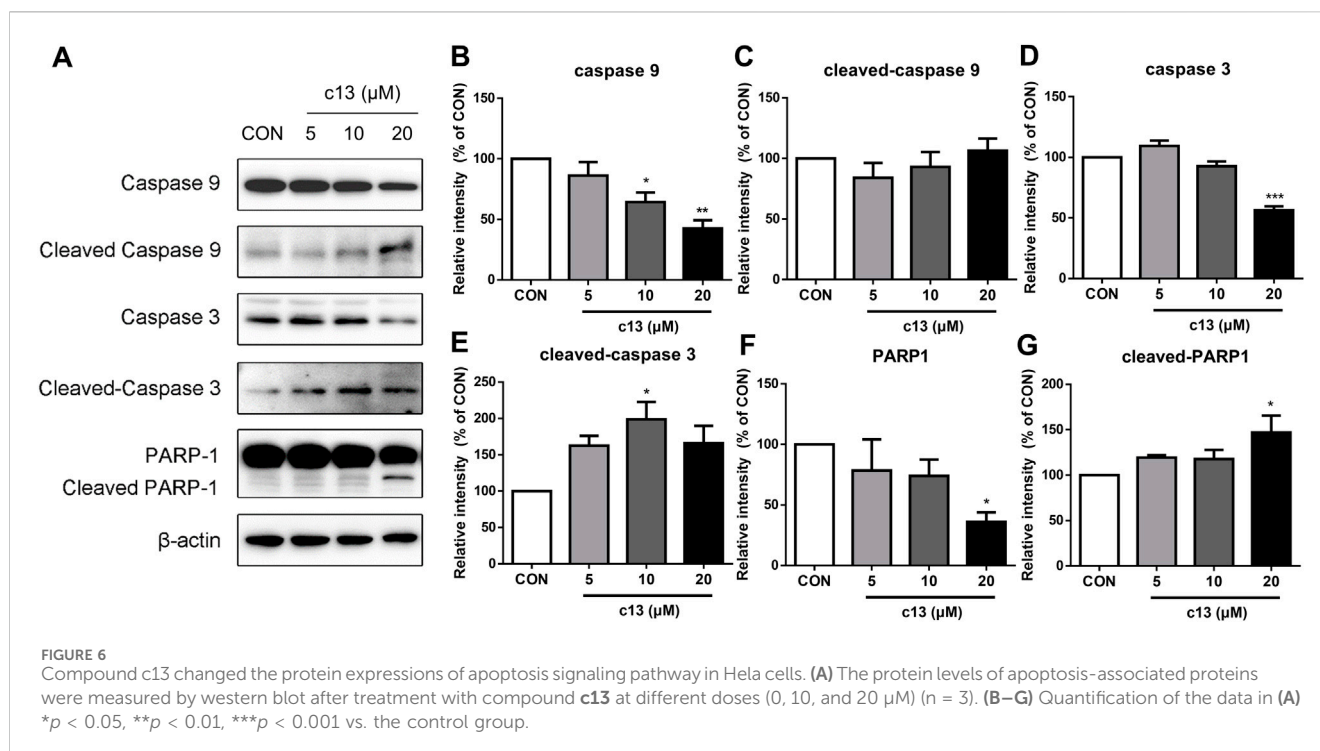 A
c13 (μM)
CON 5 10 20
Caspase 9
Cleaved Caspase 9
Caspase 3
Cleaved-Caspase 3
PARP-1
Cleaved PARP-1
β-actin
B
caspase 9
Relative intensity (% of CON)
150
100
50
0
*
**
CON 5 10 20
c13 (μM)
C
cleaved-caspase 9
Relative intensity (% of CON)
150
100
50
0
CON 5 10 20
c13 (μM)
D
caspase 3
Relative intensity (% of CON)
150
100
50
0
***
CON 5 10 20
c13 (μM)
E
cleaved-caspase 3
Relative intensity (% of CON)
250
200
150
100
50
0
*
CON 5 10 20
c13 (μM)
F
PARP1
Relative intensity (% of CON)
150
100
50
0
*
CON 5 10 20
c13 (μM)
G
cleaved-PARP1
Relative intensity (% of CON)
200
150
100
50
0
*
CON 5 10 20
c13 (μM)
FIGURE 6
Compound c13 changed the protein expressions of apoptosis signaling pathway in Hela cells. (A) The protein levels of apoptosis-associated proteins
were measured by western blot after treatment with compound c13 at different doses (0, 10, and 20 μM) (n = 3). (B–G) Quantification of the data in (A)
*p < 0.05, **p < 0.01, ***p < 0.001 vs. the control group.